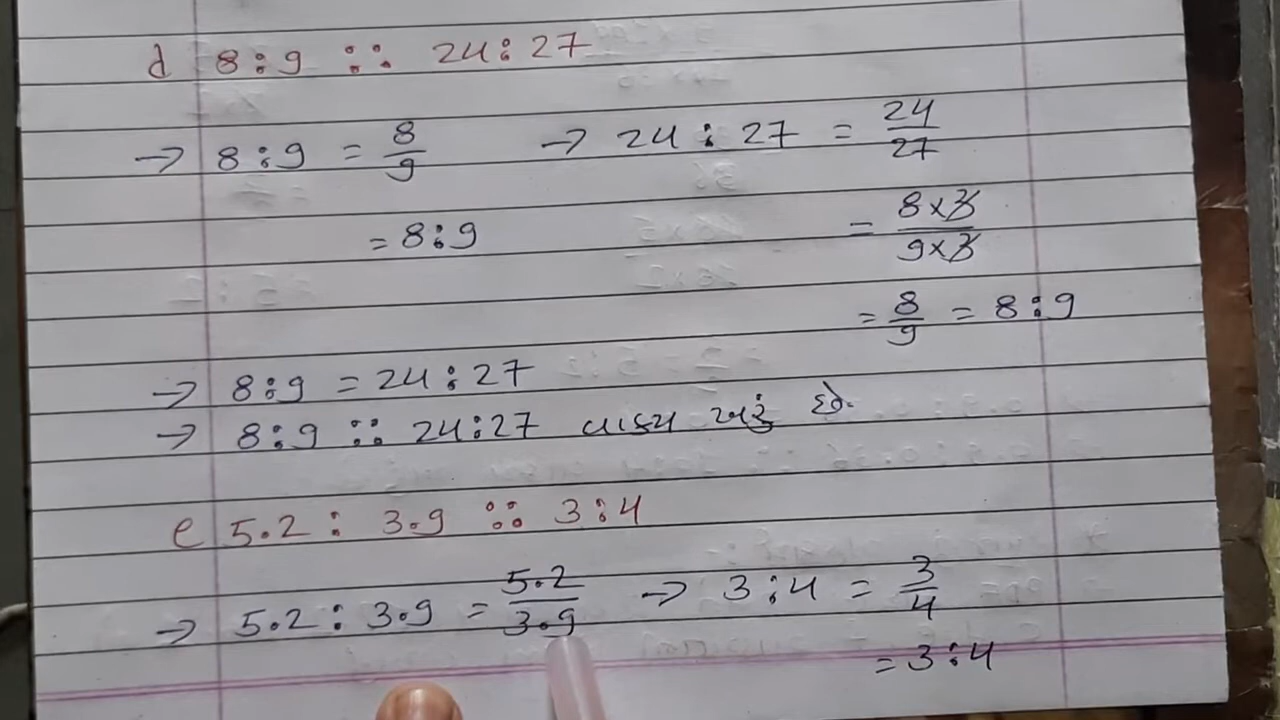 d 8:9 :: 24:27
→ 8:9 = 8/9 → 24:27 = 24/27
= 8:9 = 8×3/9×3
= 8/9 = 8:9
→ 8:9 = 24:27
→ 8:9 :: 24:27 વાક્ય ખરું છે.
e 5.2 : 3.9 :: 3:4
→ 5.2 : 3.9 = 5.2/3.9 → 3:4 = 3/4
= 3:4